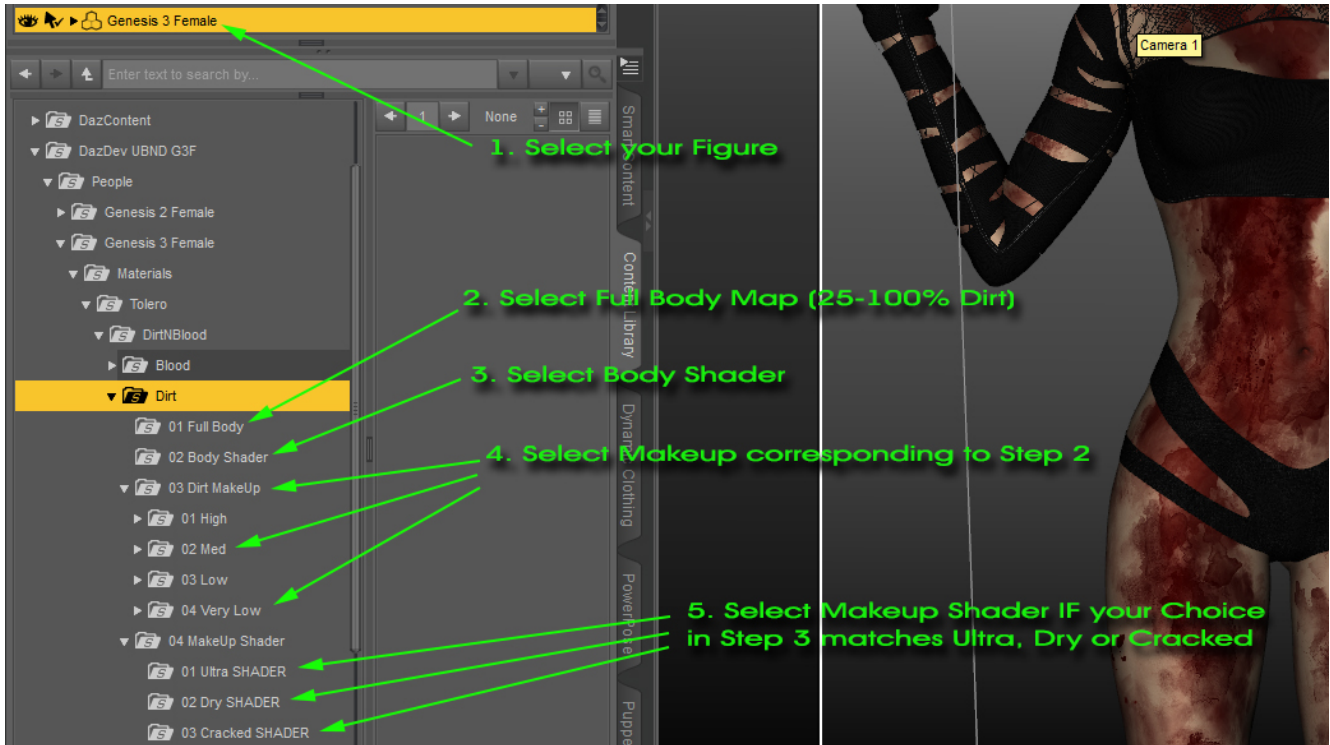 Genesis 3 Female
Enter text to search by...
DazContent
DazDev UBND G3F
People
Genesis 2 Female
Genesis 3 Female
Materials
Tolero
DirtNBlood
Blood
Dirt
01 Full Body
02 Body Shader
03 Dirt MakeUp
01 High
02 Med
03 Low
04 Very Low
04 MakeUp Shader
01 Ultra SHADER
02 Dry SHADER
03 Cracked SHADER
1
None
Smart Content
Content Library
Dynamic Clothing
PowerPose
Puppe
1. Select your Figure
2. Select Full Body Map (25-100% Dirt)
3. Select Body Shader
4. Select Makeup corresponding to Step 2
5. Select Makeup Shader IF your Choice
in Step 3 matches Ultra, Dry or Cracked
Camera 1